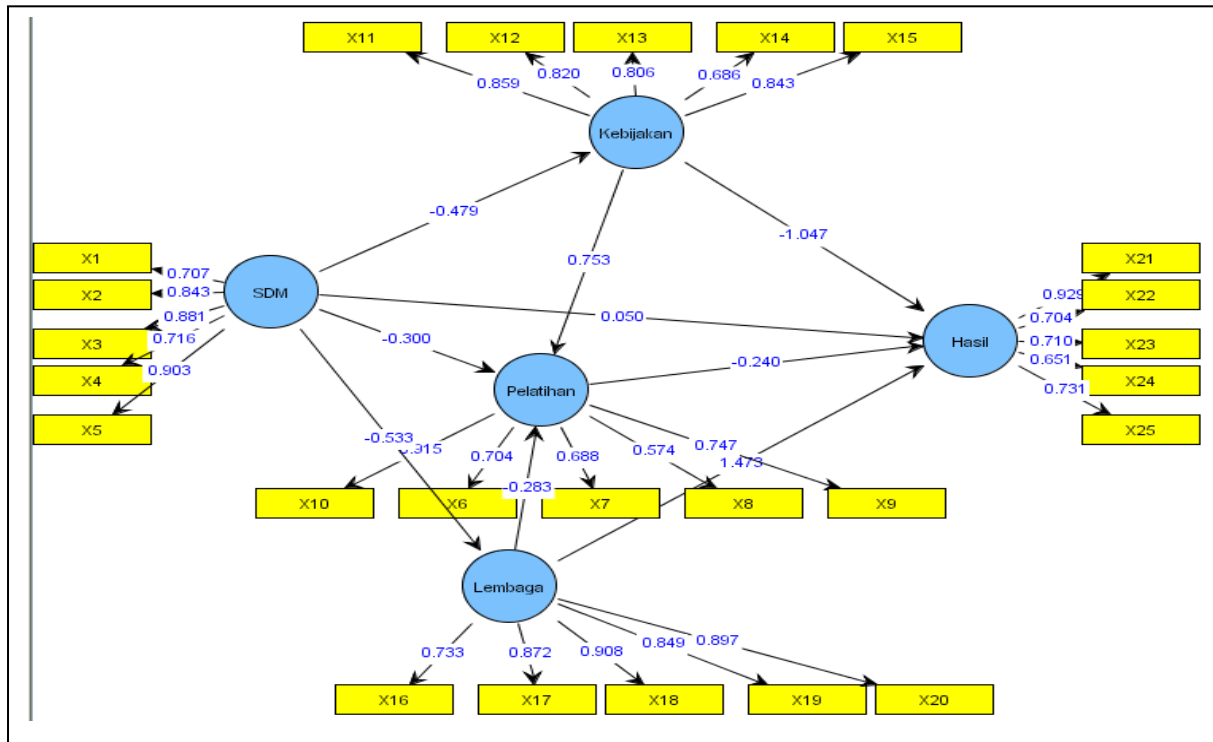 X11 X12 X13 X14 X15
0.859 0.820 0.806 0.686 0.843
Kebijakan
-0.479 -1.047
0.753
X1 0.707
X2 0.843
X3 0.881
X4 0.716
X5 0.903
SDM
0.050
-0.300
Pelatihan
-0.240
Hasil
0.929 X21
0.704 X22
0.710 X23
0.651 X24
0.731 X25
-0.533
0.915 0.704 0.688 0.574 0.747
1.473
-0.283
X10 X6 X7 X8 X9
Lembaga
0.733 0.872 0.908 0.849 0.897
X16 X17 X18 X19 X20